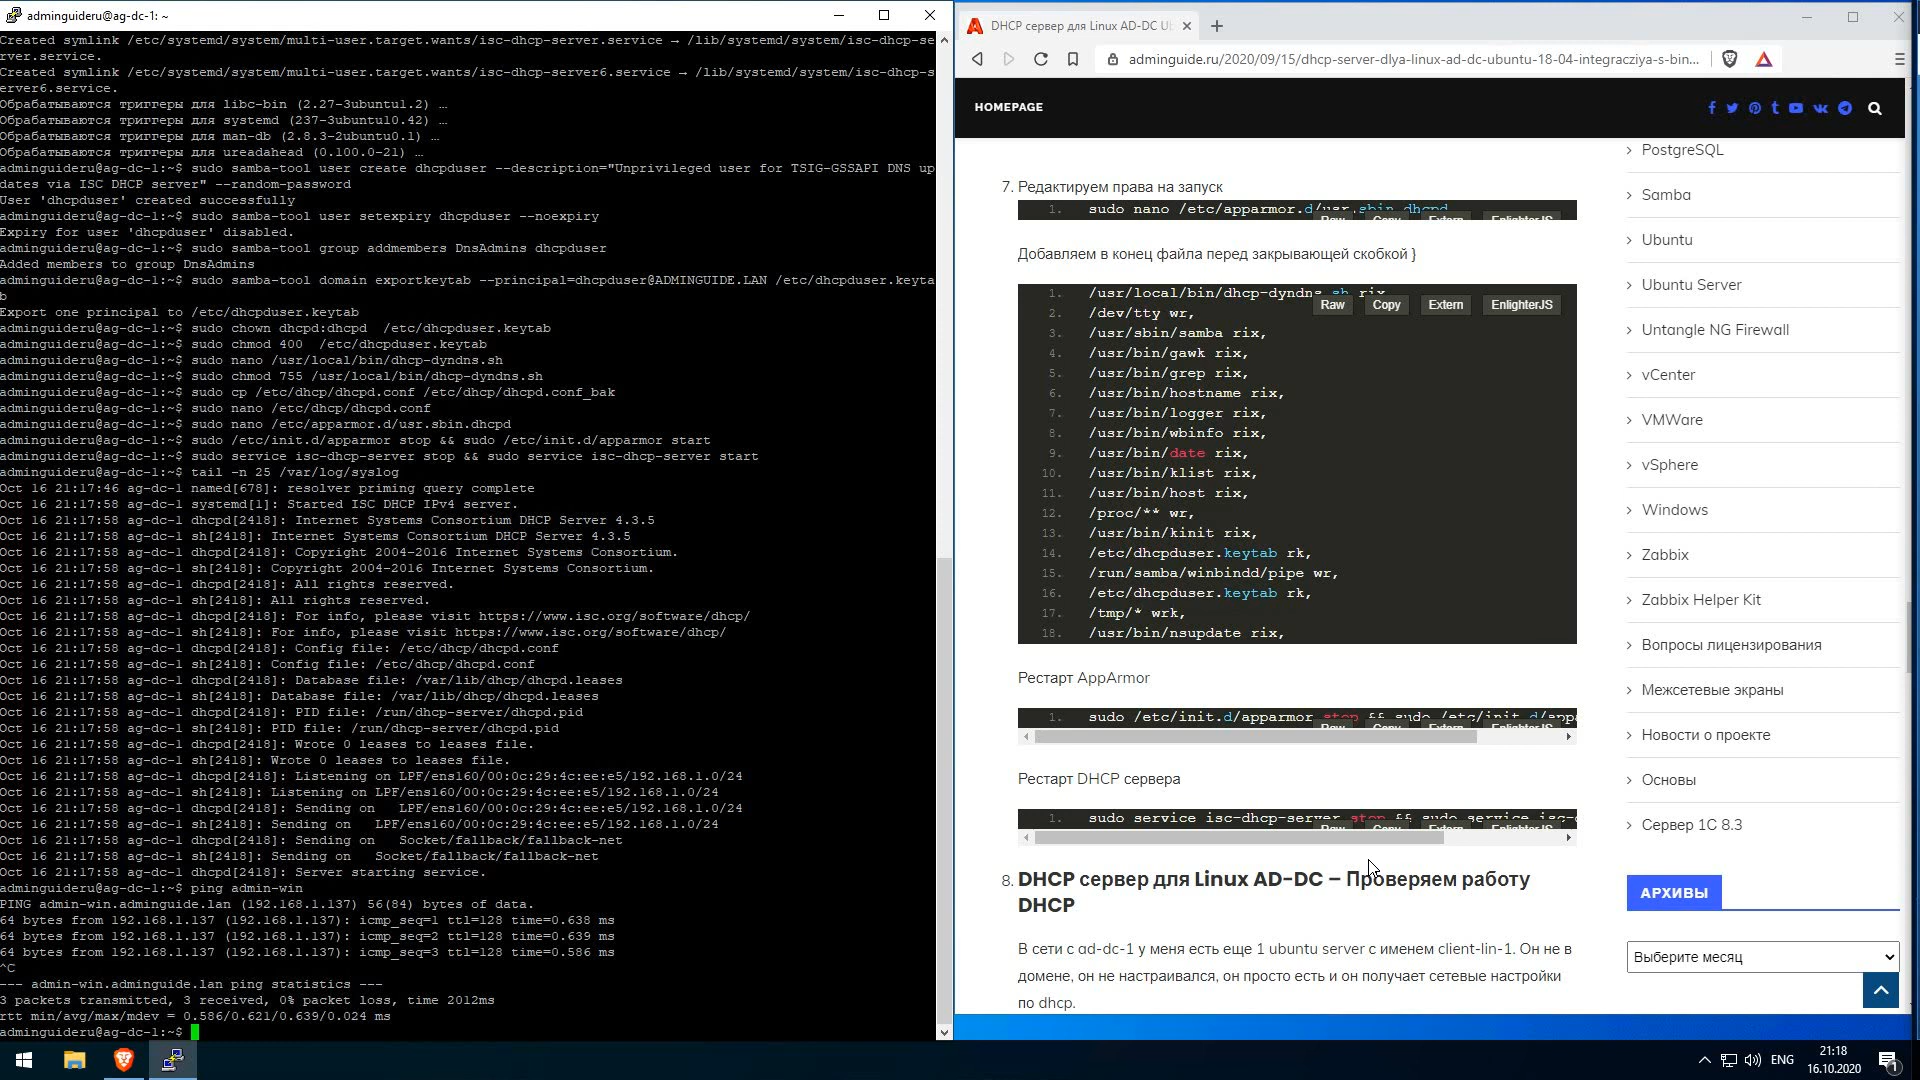 adminguideru@ag-dc-1: ~
Created symlink /etc/systemd/system/multi-user.target.wants/isc-dhcp-server.service → /lib/systemd/system/isc-dhcp-se
rver.service.
Created symlink /etc/systemd/system/multi-user.target.wants/isc-dhcp-server6.service → /lib/systemd/system/isc-dhcp-s
erver6.service.
Обрабатываются триггеры для libc-bin (2.27-3ubuntu1.2) …
Обрабатываются триггеры для systemd (237-3ubuntu10.42) …
Обрабатываются триггеры для man-db (2.8.3-2ubuntu0.1) …
Обрабатываются триггеры для ureadahead (0.100.0-21) …
adminguideru@ag-dc-1:~$ sudo samba-tool user create dhcpduser --description="Unprivileged user for TSIG-GSSAPI DNS up
dates via ISC DHCP server" --random-password
User 'dhcpduser' created successfully
adminguideru@ag-dc-1:~$ sudo samba-tool user setexpiry dhcpduser --noexpiry
Expiry for user 'dhcpduser' disabled.
adminguideru@ag-dc-1:~$ sudo samba-tool group addmembers DnsAdmins dhcpduser
Added members to group DnsAdmins
adminguideru@ag-dc-1:~$ sudo samba-tool domain exportkeytab --principal=dhcpduser@ADMINGUIDE.LAN /etc/dhcpduser.keyta
b
Export one principal to /etc/dhcpduser.keytab
adminguideru@ag-dc-1:~$ sudo chown dhcpd:dhcpd  /etc/dhcpduser.keytab
adminguideru@ag-dc-1:~$ sudo chmod 400  /etc/dhcpduser.keytab
adminguideru@ag-dc-1:~$ sudo nano /usr/local/bin/dhcp-dyndns.sh
adminguideru@ag-dc-1:~$ sudo chmod 755 /usr/local/bin/dhcp-dyndns.sh
adminguideru@ag-dc-1:~$ sudo cp /etc/dhcp/dhcpd.conf /etc/dhcp/dhcpd.conf_bak
adminguideru@ag-dc-1:~$ sudo nano /etc/dhcp/dhcpd.conf
adminguideru@ag-dc-1:~$ sudo nano /etc/apparmor.d/usr.sbin.dhcpd
adminguideru@ag-dc-1:~$ sudo /etc/init.d/apparmor stop && sudo /etc/init.d/apparmor start
adminguideru@ag-dc-1:~$ sudo service isc-dhcp-server stop && sudo service isc-dhcp-server start
adminguideru@ag-dc-1:~$ tail -n 25 /var/log/syslog
Oct 16 21:17:46 ag-dc-1 named[678]: resolver priming query complete
Oct 16 21:17:58 ag-dc-1 systemd[1]: Started ISC DHCP IPv4 server.
Oct 16 21:17:58 ag-dc-1 dhcpd[2418]: Internet Systems Consortium DHCP Server 4.3.5
Oct 16 21:17:58 ag-dc-1 sh[2418]: Internet Systems Consortium DHCP Server 4.3.5
Oct 16 21:17:58 ag-dc-1 dhcpd[2418]: Copyright 2004-2016 Internet Systems Consortium.
Oct 16 21:17:58 ag-dc-1 sh[2418]: Copyright 2004-2016 Internet Systems Consortium.
Oct 16 21:17:58 ag-dc-1 dhcpd[2418]: All rights reserved.
Oct 16 21:17:58 ag-dc-1 sh[2418]: All rights reserved.
Oct 16 21:17:58 ag-dc-1 dhcpd[2418]: For info, please visit https://www.isc.org/software/dhcp/
Oct 16 21:17:58 ag-dc-1 sh[2418]: For info, please visit https://www.isc.org/software/dhcp/
Oct 16 21:17:58 ag-dc-1 dhcpd[2418]: Config file: /etc/dhcp/dhcpd.conf
Oct 16 21:17:58 ag-dc-1 sh[2418]: Config file: /etc/dhcp/dhcpd.conf
Oct 16 21:17:58 ag-dc-1 dhcpd[2418]: Database file: /var/lib/dhcp/dhcpd.leases
Oct 16 21:17:58 ag-dc-1 sh[2418]: Database file: /var/lib/dhcp/dhcpd.leases
Oct 16 21:17:58 ag-dc-1 dhcpd[2418]: PID file: /run/dhcp-server/dhcpd.pid
Oct 16 21:17:58 ag-dc-1 sh[2418]: PID file: /run/dhcp-server/dhcpd.pid
Oct 16 21:17:58 ag-dc-1 dhcpd[2418]: Wrote 0 leases to leases file.
Oct 16 21:17:58 ag-dc-1 sh[2418]: Wrote 0 leases to leases file.
Oct 16 21:17:58 ag-dc-1 dhcpd[2418]: Listening on LPF/ens160/00:0c:29:4c:ee:e5/192.168.1.0/24
Oct 16 21:17:58 ag-dc-1 sh[2418]: Listening on LPF/ens160/00:0c:29:4c:ee:e5/192.168.1.0/24
Oct 16 21:17:58 ag-dc-1 dhcpd[2418]: Sending on   LPF/ens160/00:0c:29:4c:ee:e5/192.168.1.0/24
Oct 16 21:17:58 ag-dc-1 sh[2418]: Sending on   LPF/ens160/00:0c:29:4c:ee:e5/192.168.1.0/24
Oct 16 21:17:58 ag-dc-1 dhcpd[2418]: Sending on   Socket/fallback/fallback-net
Oct 16 21:17:58 ag-dc-1 sh[2418]: Sending on   Socket/fallback/fallback-net
Oct 16 21:17:58 ag-dc-1 dhcpd[2418]: Server starting service.
adminguideru@ag-dc-1:~$ ping admin-win
PING admin-win.adminguide.lan (192.168.1.137) 56(84) bytes of data.
64 bytes from 192.168.1.137 (192.168.1.137): icmp_seq=1 ttl=128 time=0.638 ms
64 bytes from 192.168.1.137 (192.168.1.137): icmp_seq=2 ttl=128 time=0.639 ms
64 bytes from 192.168.1.137 (192.168.1.137): icmp_seq=3 ttl=128 time=0.586 ms
^C
--- admin-win.adminguide.lan ping statistics ---
3 packets transmitted, 3 received, 0% packet loss, time 2012ms
rtt min/avg/max/mdev = 0.586/0.621/0.639/0.024 ms
adminguideru@ag-dc-1:~$
DHCP сервер для Linux AD-DC U
adminguide.ru/2020/09/15/dhcp-server-dlya-linux-ad-dc-ubuntu-18-04-integracziya-s-bin...
HOMEPAGE
7. Редактируем права на запуск
1. sudo nano /etc/apparmor.d/usr.sbin.dhcpd
Raw Copy Extern EnlighterJS
Добавляем в конец файла перед закрывающей скобкой }
1. /usr/local/bin/dhcp-dyndns.sh rix
Raw Copy Extern EnlighterJS
2. /dev/tty wr,
3. /usr/sbin/samba rix,
4. /usr/bin/gawk rix,
5. /usr/bin/grep rix,
6. /usr/bin/hostname rix,
7. /usr/bin/logger rix,
8. /usr/bin/wbinfo rix,
9. /usr/bin/date rix,
10. /usr/bin/klist rix,
11. /usr/bin/host rix,
12. /proc/** wr,
13. /usr/bin/kinit rix,
14. /etc/dhcpduser.keytab rk,
15. /run/samba/winbindd/pipe wr,
16. /etc/dhcpduser.keytab rk,
17. /tmp/* wrk,
18. /usr/bin/nsupdate rix,
Рестарт AppArmor
1. sudo /etc/init.d/apparmor stop && sudo /etc/init.d/appa
Raw Copy Extern EnlighterJS
Рестарт DHCP сервера
1. sudo service isc-dhcp-server stop && sudo service isc-d
Raw Copy Extern EnlighterJS
8. DHCP сервер для Linux AD-DC – Проверяем работу
DHCP
В сети с ad-dc-1 у меня есть еще 1 ubuntu server с именем client-lin-1. Он не в
домене, он не настраивался, он просто есть и он получает сетевые настройки
по dhcp.
PostgreSQL
Samba
Ubuntu
Ubuntu Server
Untangle NG Firewall
vCenter
VMWare
vSphere
Windows
Zabbix
Zabbix Helper Kit
Вопросы лицензирования
Межсетевые экраны
Новости о проекте
Основы
Сервер 1С 8.3
АРХИВЫ
Выберите месяц
ENG
21:18
16.10.2020
1